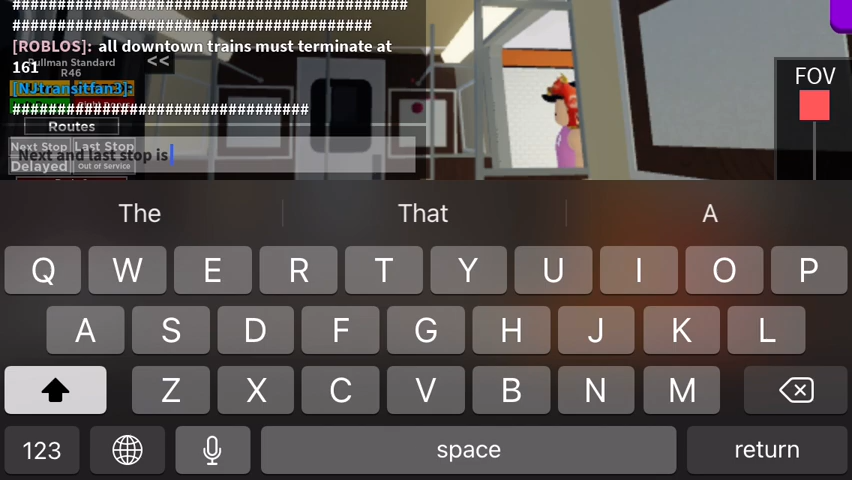 ########################################
####################################
[ROBLOX]: all downtown trains must terminate at
161
Pullman Standard
R46
<<
[NJtransitfan3]:
#################################
Routes
Next Stop
Last Stop
Next and last stop is
Delayed
Out of Service
FOV
The
That
A
Q W E R T Y U I O P
A S D F G H J K L
Z X C V B N M
123
space
return